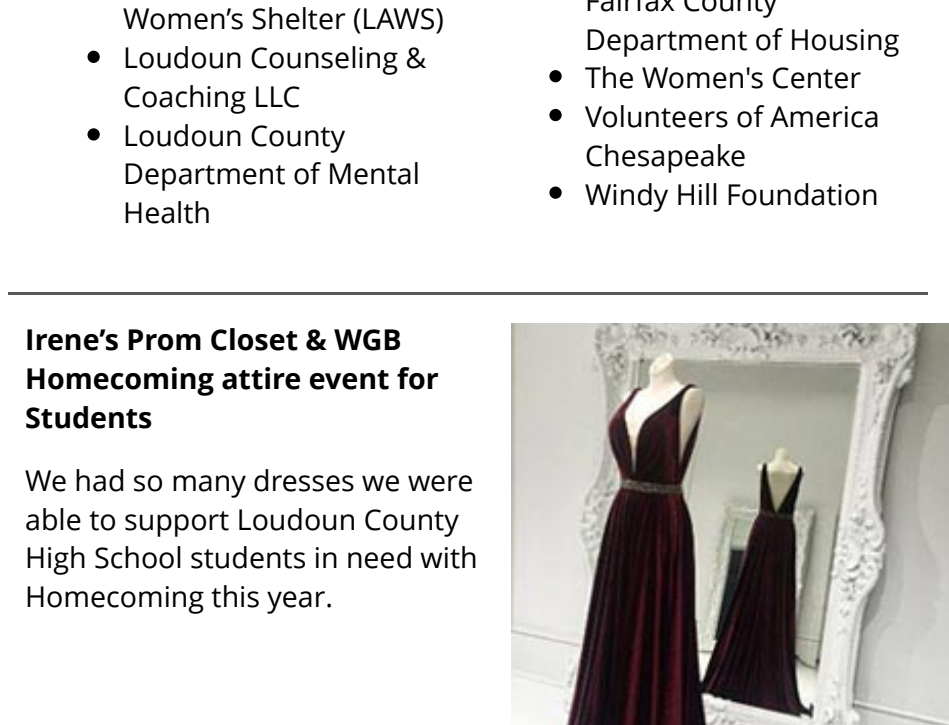 Women’s Shelter (LAWS)
• Loudoun Counseling &
Coaching LLC
• Loudoun County
Department of Mental
Health
Fairfax County
Department of Housing
• The Women's Center
• Volunteers of America
Chesapeake
• Windy Hill Foundation
Irene’s Prom Closet & WGB
Homecoming attire event for
Students
We had so many dresses we were
able to support Loudoun County
High School students in need with
Homecoming this year.